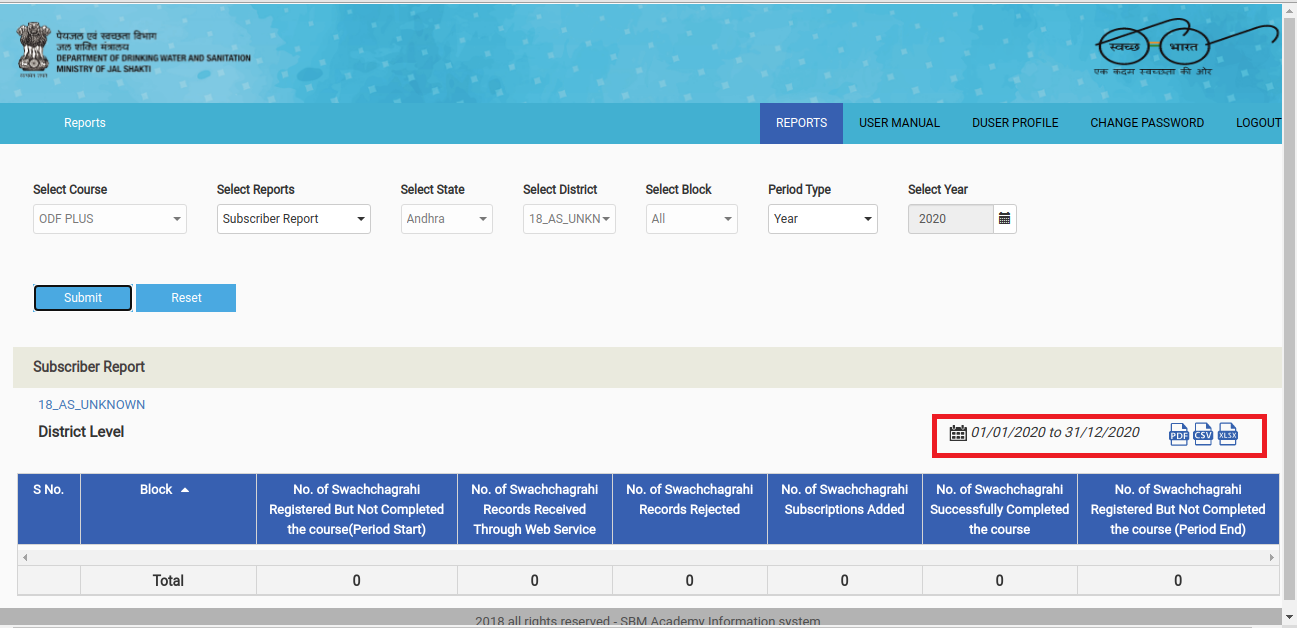 पेयजल एवं स्वच्छता विभाग
जल शक्ति मंत्रालय
DEPARTMENT OF DRINKING WATER AND SANITATION
MINISTRY OF JAL SHAKTI
स्वच्छ भारत
एक कदम स्वच्छता की ओर
Reports
REPORTS USER MANUAL DUSER PROFILE CHANGE PASSWORD LOGOUT
Select Course Select Reports Select State Select District Select Block Period Type Select Year
ODF PLUS Subscriber Report Andhra 18_AS_UNKN All Year 2020
Submit Reset
Subscriber Report
18_AS_UNKNOWN
District Level
01/01/2020 to 31/12/2020 PDF CSV XLSX
S No. Block No. of Swachchagrahi No. of Swachchagrahi No. of Swachchagrahi No. of Swachchagrahi No. of Swachchagrahi No. of Swachchagrahi
Registered But Not Completed Records Received Records Rejected Subscriptions Added Successfully Completed Registered But Not Completed
the course(Period Start) Through Web Service the course the course (Period End)
Total 0 0 0 0 0 0
2018 all rights reserved - SBM Academy Information system